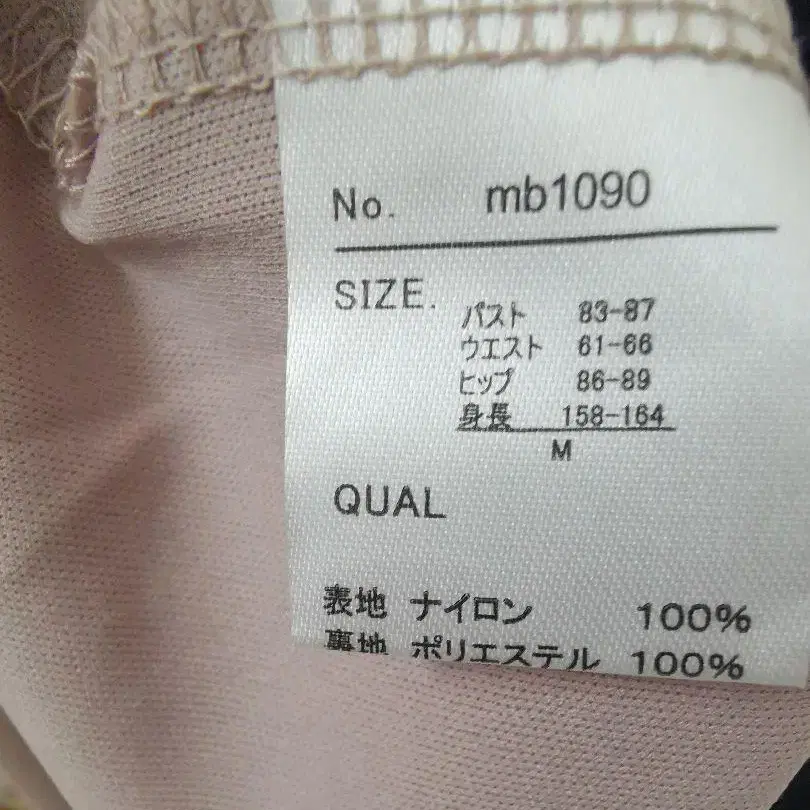 No. mb1090
SIZE.
バスト 83-87
ウエスト 61-66
ヒップ 86-89
身長 158-164
M
QUAL
表地 ナイロン 100%
裏地 ポリエステル 100%